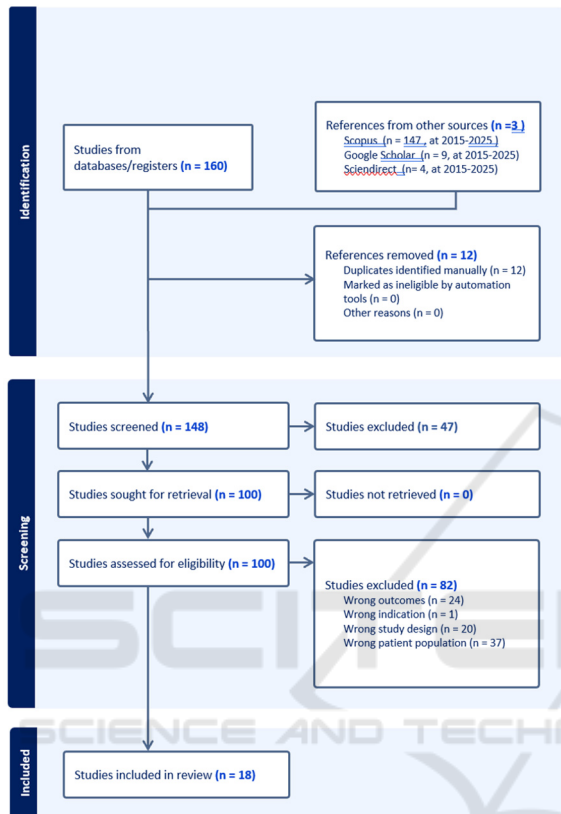 Identification
Studies from
databases/registers (n = 160)
References from other sources (n =3 )
Scopus (n = 147 , at 2015-2025 )
Google Scholar (n = 9, at 2015-2025)
Sciendirect (n= 4, at 2015-2025)
References removed (n = 12)
Duplicates identified manually (n = 12)
Marked as ineligible by automation
tools (n = 0)
Other reasons (n = 0)
Screening
Studies screened (n = 148)
Studies excluded (n = 47)
Studies sought for retrieval (n = 100)
Studies not retrieved (n = 0)
Studies assessed for eligibility (n = 100)
Studies excluded (n = 82)
Wrong outcomes (n = 24)
Wrong indication (n = 1)
Wrong study design (n = 20)
Wrong patient population (n = 37)
Included
Studies included in review (n = 18)
SCITE
SCIENCE AND TECH